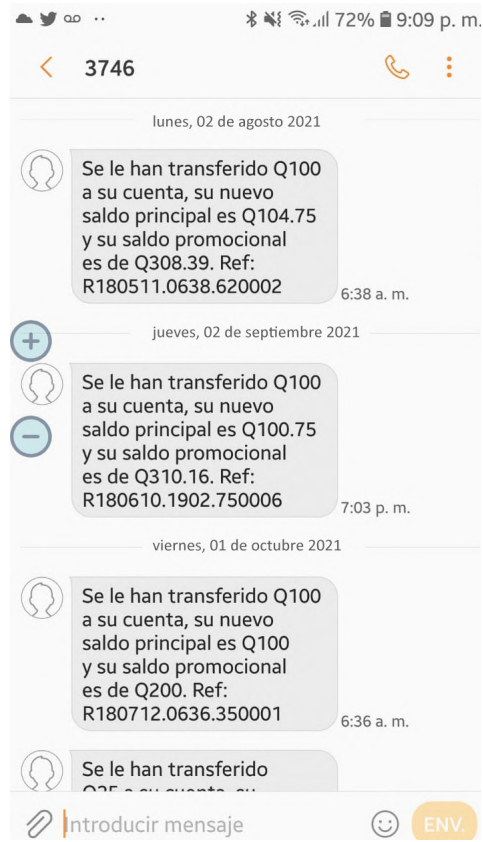 72% 9:09 p. m.
3746
lunes, 02 de agosto 2021
Se le han transferido Q100
a su cuenta, su nuevo
saldo principal es Q104.75
y su saldo promocional
es de Q308.39. Ref:
R180511.0638.620002
6:38 a. m.
jueves, 02 de septiembre 2021
Se le han transferido Q100
a su cuenta, su nuevo
saldo principal es Q100.75
y su saldo promocional
es de Q310.16. Ref:
R180610.1902.750006
7:03 p. m.
viernes, 01 de octubre 2021
Se le han transferido Q100
a su cuenta, su nuevo
saldo principal es Q100
y su saldo promocional
es de Q200. Ref:
R180712.0636.350001
6:36 a. m.
Se le han transferido
Q25 a su cuenta, su
Introducir mensaje
ENV.